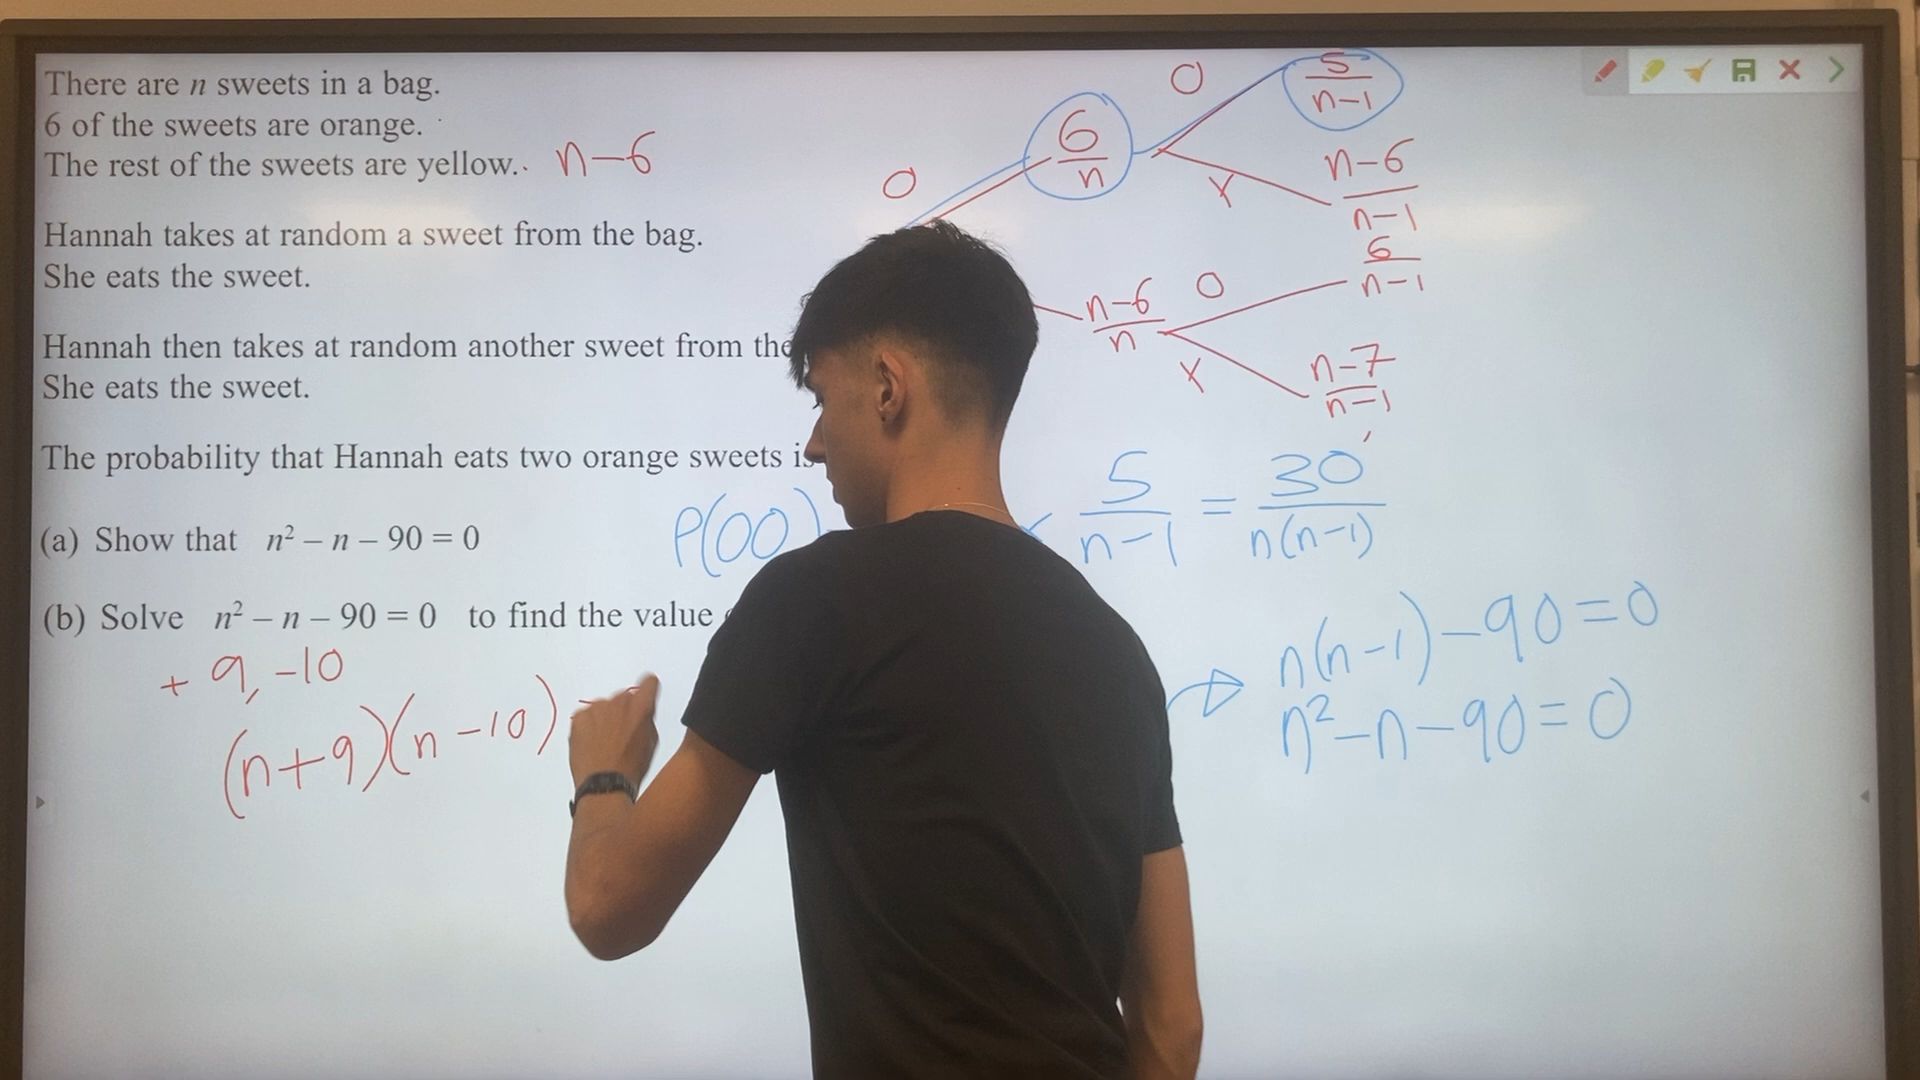 There are n sweets in a bag.
6 of the sweets are orange.
The rest of the sweets are yellow. n-6
Hannah takes at random a sweet from the bag.
She eats the sweet.
Hannah then takes at random another sweet from the
She eats the sweet.
The probability that Hannah eats two orange sweets is
(a) Show that n² – n – 90 = 0
(b) Solve n² – n – 90 = 0 to find the value
+ 9, -10
(n+9)(n-10)
O 6/n O 5/n-1
Y n-6/n-1
n-6/n O 6/n-1
Y n-7/n-1
P(OO) 5/n-1 = 30/n(n-1)
n(n-1)-90=0
n²-n-90=0